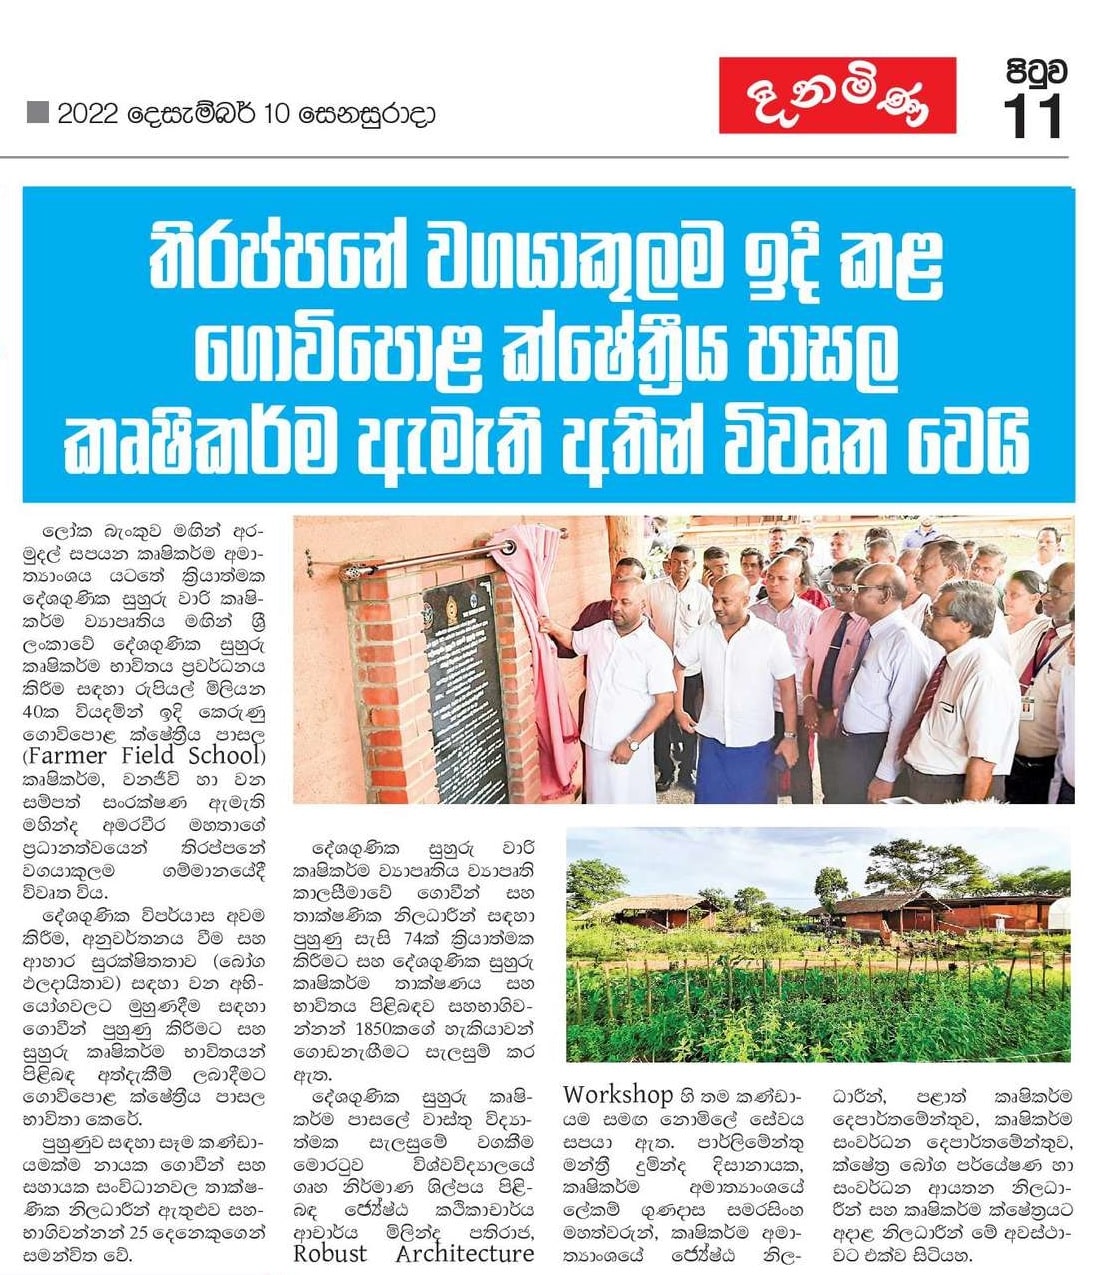 2022 දෙසැම්බර් 10 සෙනසුරාදා
දිනමිණ
පිටුව
11
තිරප්පනේ වගයාකුලම ඉදි කළ
ගොවිපොළ ක්ෂේත්‍රීය පාසල
කෘෂිකර්ම ඇමැති අතින් විවෘත වෙයි
ලෝක බැංකුව මඟින් අර-
මුදල් සපයන කෘෂිකර්ම අමා-
ත්‍යාංශය යටතේ ක්‍රියාත්මක
දේශගුණික සුහුරු වාරි කෘෂි-
කර්ම ව්‍යාපෘතිය මඟින් ශ්‍රී
ලංකාවේ දේශගුණික සුහුරු
කෘෂිකර්ම භාවිතය ප්‍රවර්ධනය
කිරීම සඳහා රුපියල් මිලියන
40ක වියදමින් ඉදි කෙරුණු
ගොවිපොළ ක්ෂේත්‍රීය පාසල
(Farmer Field School)
කෘෂිකර්ම, වනජීවි හා වන
සම්පත් සංරක්ෂණ ඇමැති
මහින්ද අමරවීර මහතාගේ
ප්‍රධානත්වයෙන් තිරප්පනේ
වගයාකුලම ගම්මානයේදී
විවෘත විය.
දේශගුණික විපර්යාස අවම
කිරීම, අනුවර්තනය වීම සහ
ආහාර සුරක්ෂිතතාව (බෝග
ඵලදායිතාව) සඳහා වන අභි-
යෝගවලට මුහුණදීම සඳහා
ගොවීන් පුහුණු කිරීමට සහ
සුහුරු කෘෂිකර්ම භාවිතයන්
පිළිබඳ අත්දැකීම් ලබාදීමට
ගොවිපොළ ක්ෂේත්‍රීය පාසල
භාවිතා කෙරේ.
පුහුණුව සඳහා සෑම කණ්ඩා-
යමක්ම නායක ගොවීන් සහ
සහායක සංවිධානවල තාක්ෂ-
ණික නිලධාරීන් ඇතුළුව සහ-
භාගිවන්නන් 25 දෙනෙකුගෙන්
සමන්විත වේ.
දේශගුණික සුහුරු වාරි
කෘෂිකර්ම ව්‍යාපෘතිය ව්‍යාපෘති
කාලසීමාවේ ගොවීන් සහ
තාක්ෂණික නිලධාරීන් සඳහා
පුහුණු සැසි 74ක් ක්‍රියාත්මක
කිරීමට සහ දේශගුණික සුහුරු
කෘෂිකර්ම තාක්ෂණය සහ
භාවිතය පිළිබඳව සහභාගිව-
න්නන් 1850කගේ හැකියාවන්
ගොඩනැඟීමට සැලසුම් කර
ඇත.
දේශගුණික සුහුරු කෘෂි-
කර්ම පාසලේ වාස්තු විද්‍යා-
ත්මක සැලසුමේ වගකීම
මොරටුව විශ්වවිද්‍යාලයේ
ගෘහ නිර්මාණ ශිල්පය පිළි-
බඳ ජ්‍යෙෂ්ඨ කථිකාචාර්ය
ආචාර්ය මිලින්ද පතිරාජ,
Robust Architecture
Workshop හි තම කණ්ඩා-
යම සමඟ නොමිලේ සේවය
සපයා ඇත. පාර්ලිමේන්තු
මන්ත්‍රී දුමින්ද දිසානායක,
කෘෂිකර්ම අමාත්‍යාංශයේ
ලේකම් ගුණදාස සමරසිංහ
මහත්වරුන්, කෘෂිකර්ම අමා-
ත්‍යාංශයේ ජ්‍යේෂ්ඨ නිල-
ධාරීන්, පළාත් කෘෂිකර්ම
දෙපාර්තමේන්තුව, කෘෂිකර්ම
සංවර්ධන දෙපාර්තමේන්තුව,
ක්ෂේත්‍ර බෝග පර්යේෂණ හා
සංවර්ධන ආයතන නිලධා-
රීන් සහ කෘෂිකර්ම ක්ෂේත්‍රයට
අදාළ නිලධාරීන් මේ අවස්ථා-
වට එක්ව සිටියහ.